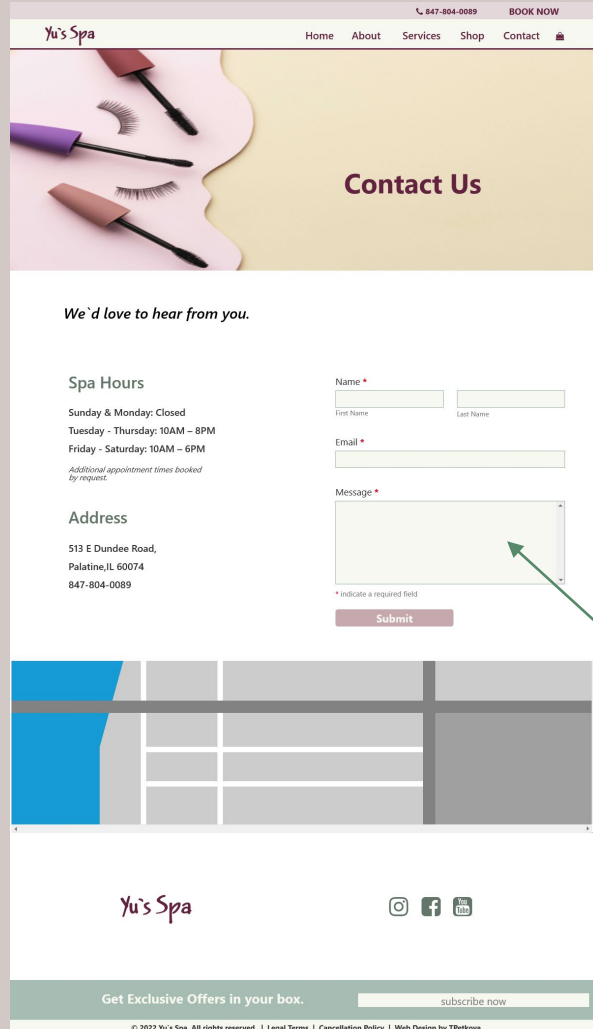 847-804-0089 BOOK NOW
Yu`s Spa
Home About Services Shop Contact
Contact Us
We`d love to hear from you.
Spa Hours
Sunday & Monday: Closed
Tuesday - Thursday: 10AM – 8PM
Friday - Saturday: 10AM – 6PM
Additional appointment times booked
by request.
Address
513 E Dundee Road,
Palatine,IL 60074
847-804-0089
Name *
First Name Last Name
Email *
Message *
* indicate a required field
Submit
Yu`s Spa
You
Tube
Get Exclusive Offers in your box.
subscribe now
© 2022 Yu`s Spa. All rights reserved. | Legal Terms | Cancellation Policy | Web Design by TPetkova